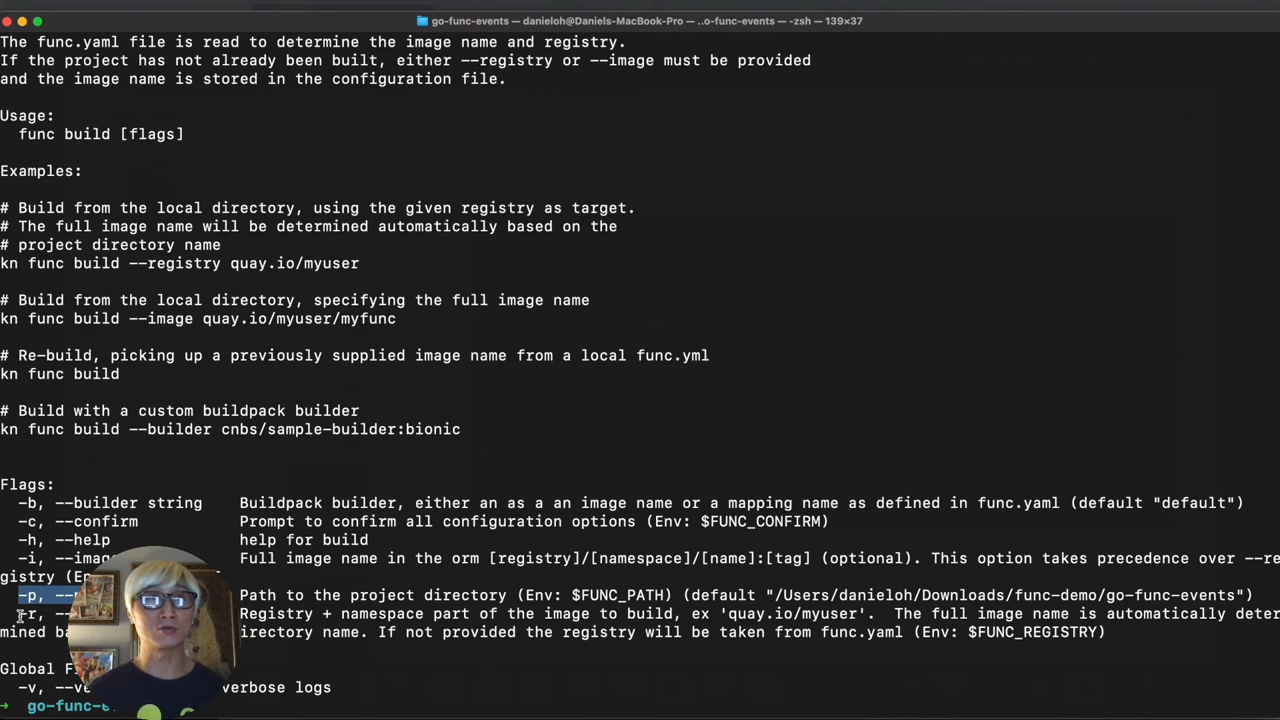 go-func-events — danieloh@Daniels-MacBook-Pro — ..o-func-events — -zsh — 139×37
The func.yaml file is read to determine the image name and registry.
If the project has not already been built, either --registry or --image must be provided
and the image name is stored in the configuration file.
Usage:
func build [flags]
Examples:
# Build from the local directory, using the given registry as target.
# The full image name will be determined automatically based on the
# project directory name
kn func build --registry quay.io/myuser
# Build from the local directory, specifying the full image name
kn func build --image quay.io/myuser/myfunc
# Re-build, picking up a previously supplied image name from a local func.yml
kn func build
# Build with a custom buildpack builder
kn func build --builder cnbs/sample-builder:bionic
Flags:
-b, --builder string Buildpack builder, either an as a an image name or a mapping name as defined in func.yaml (default "default")
-c, --confirm Prompt to confirm all configuration options (Env: $FUNC_CONFIRM)
-h, --help help for build
-i, --imag Full image name in the orm [registry]/[namespace]/[name]:[tag] (optional). This option takes precedence over --re
gistry (En
-p, -- Path to the project directory (Env: $FUNC_PATH) (default "/Users/danieloh/Downloads/func-demo/go-func-events")
-r, -- Registry + namespace part of the image to build, ex 'quay.io/myuser'. The full image name is automatically deter
mined ba irectory name. If not provided the registry will be taken from func.yaml (Env: $FUNC_REGISTRY)
Global F
-v, --ve verbose logs
→ go-func-e